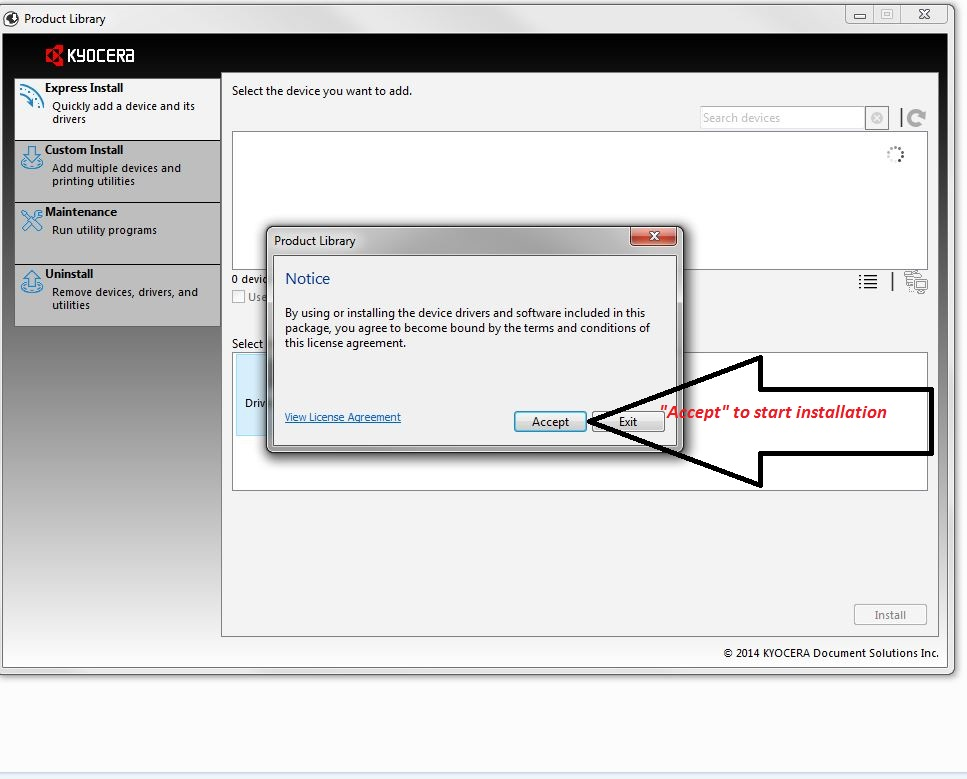 Product Library
KYOCERA
Express Install
Quickly add a device and its
drivers
Custom Install
Add multiple devices and
printing utilities
Maintenance
Run utility programs
Uninstall
Remove devices, drivers, and
utilities
Select the device you want to add.
Search devices
0
Use
Select
Product Library
Notice
By using or installing the device drivers and software included in this
package, you agree to become bound by the terms and conditions of
this license agreement.
View License Agreement
Accept
Exit
"Accept" to start installation
Install
© 2014 KYOCERA Document Solutions Inc.